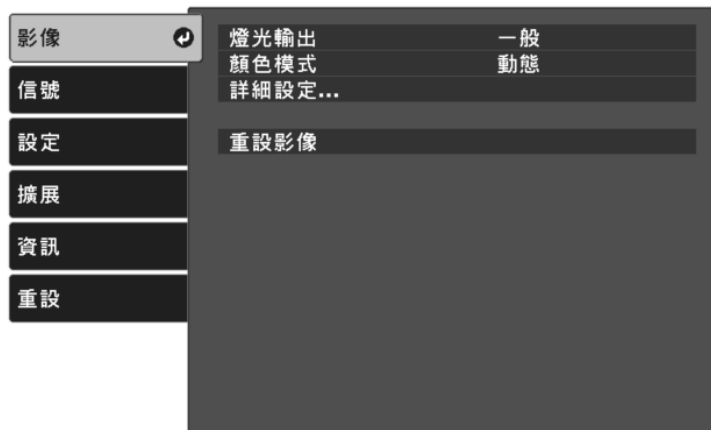 影像
信號
設定
擴展
資訊
重設
燈光輸出 一般
顏色模式 動態
詳細設定...
重設影像